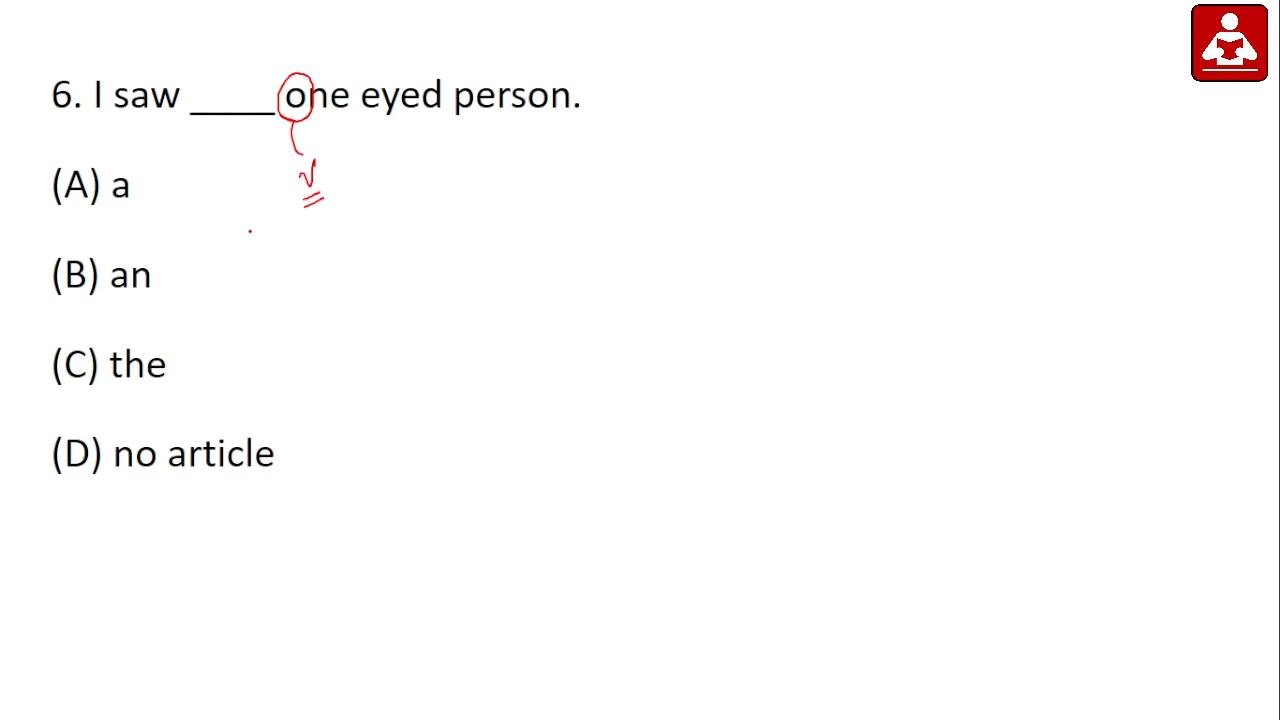 6. I saw _____ one eyed person.
(A) a
(B) an
(C) the
(D) no article